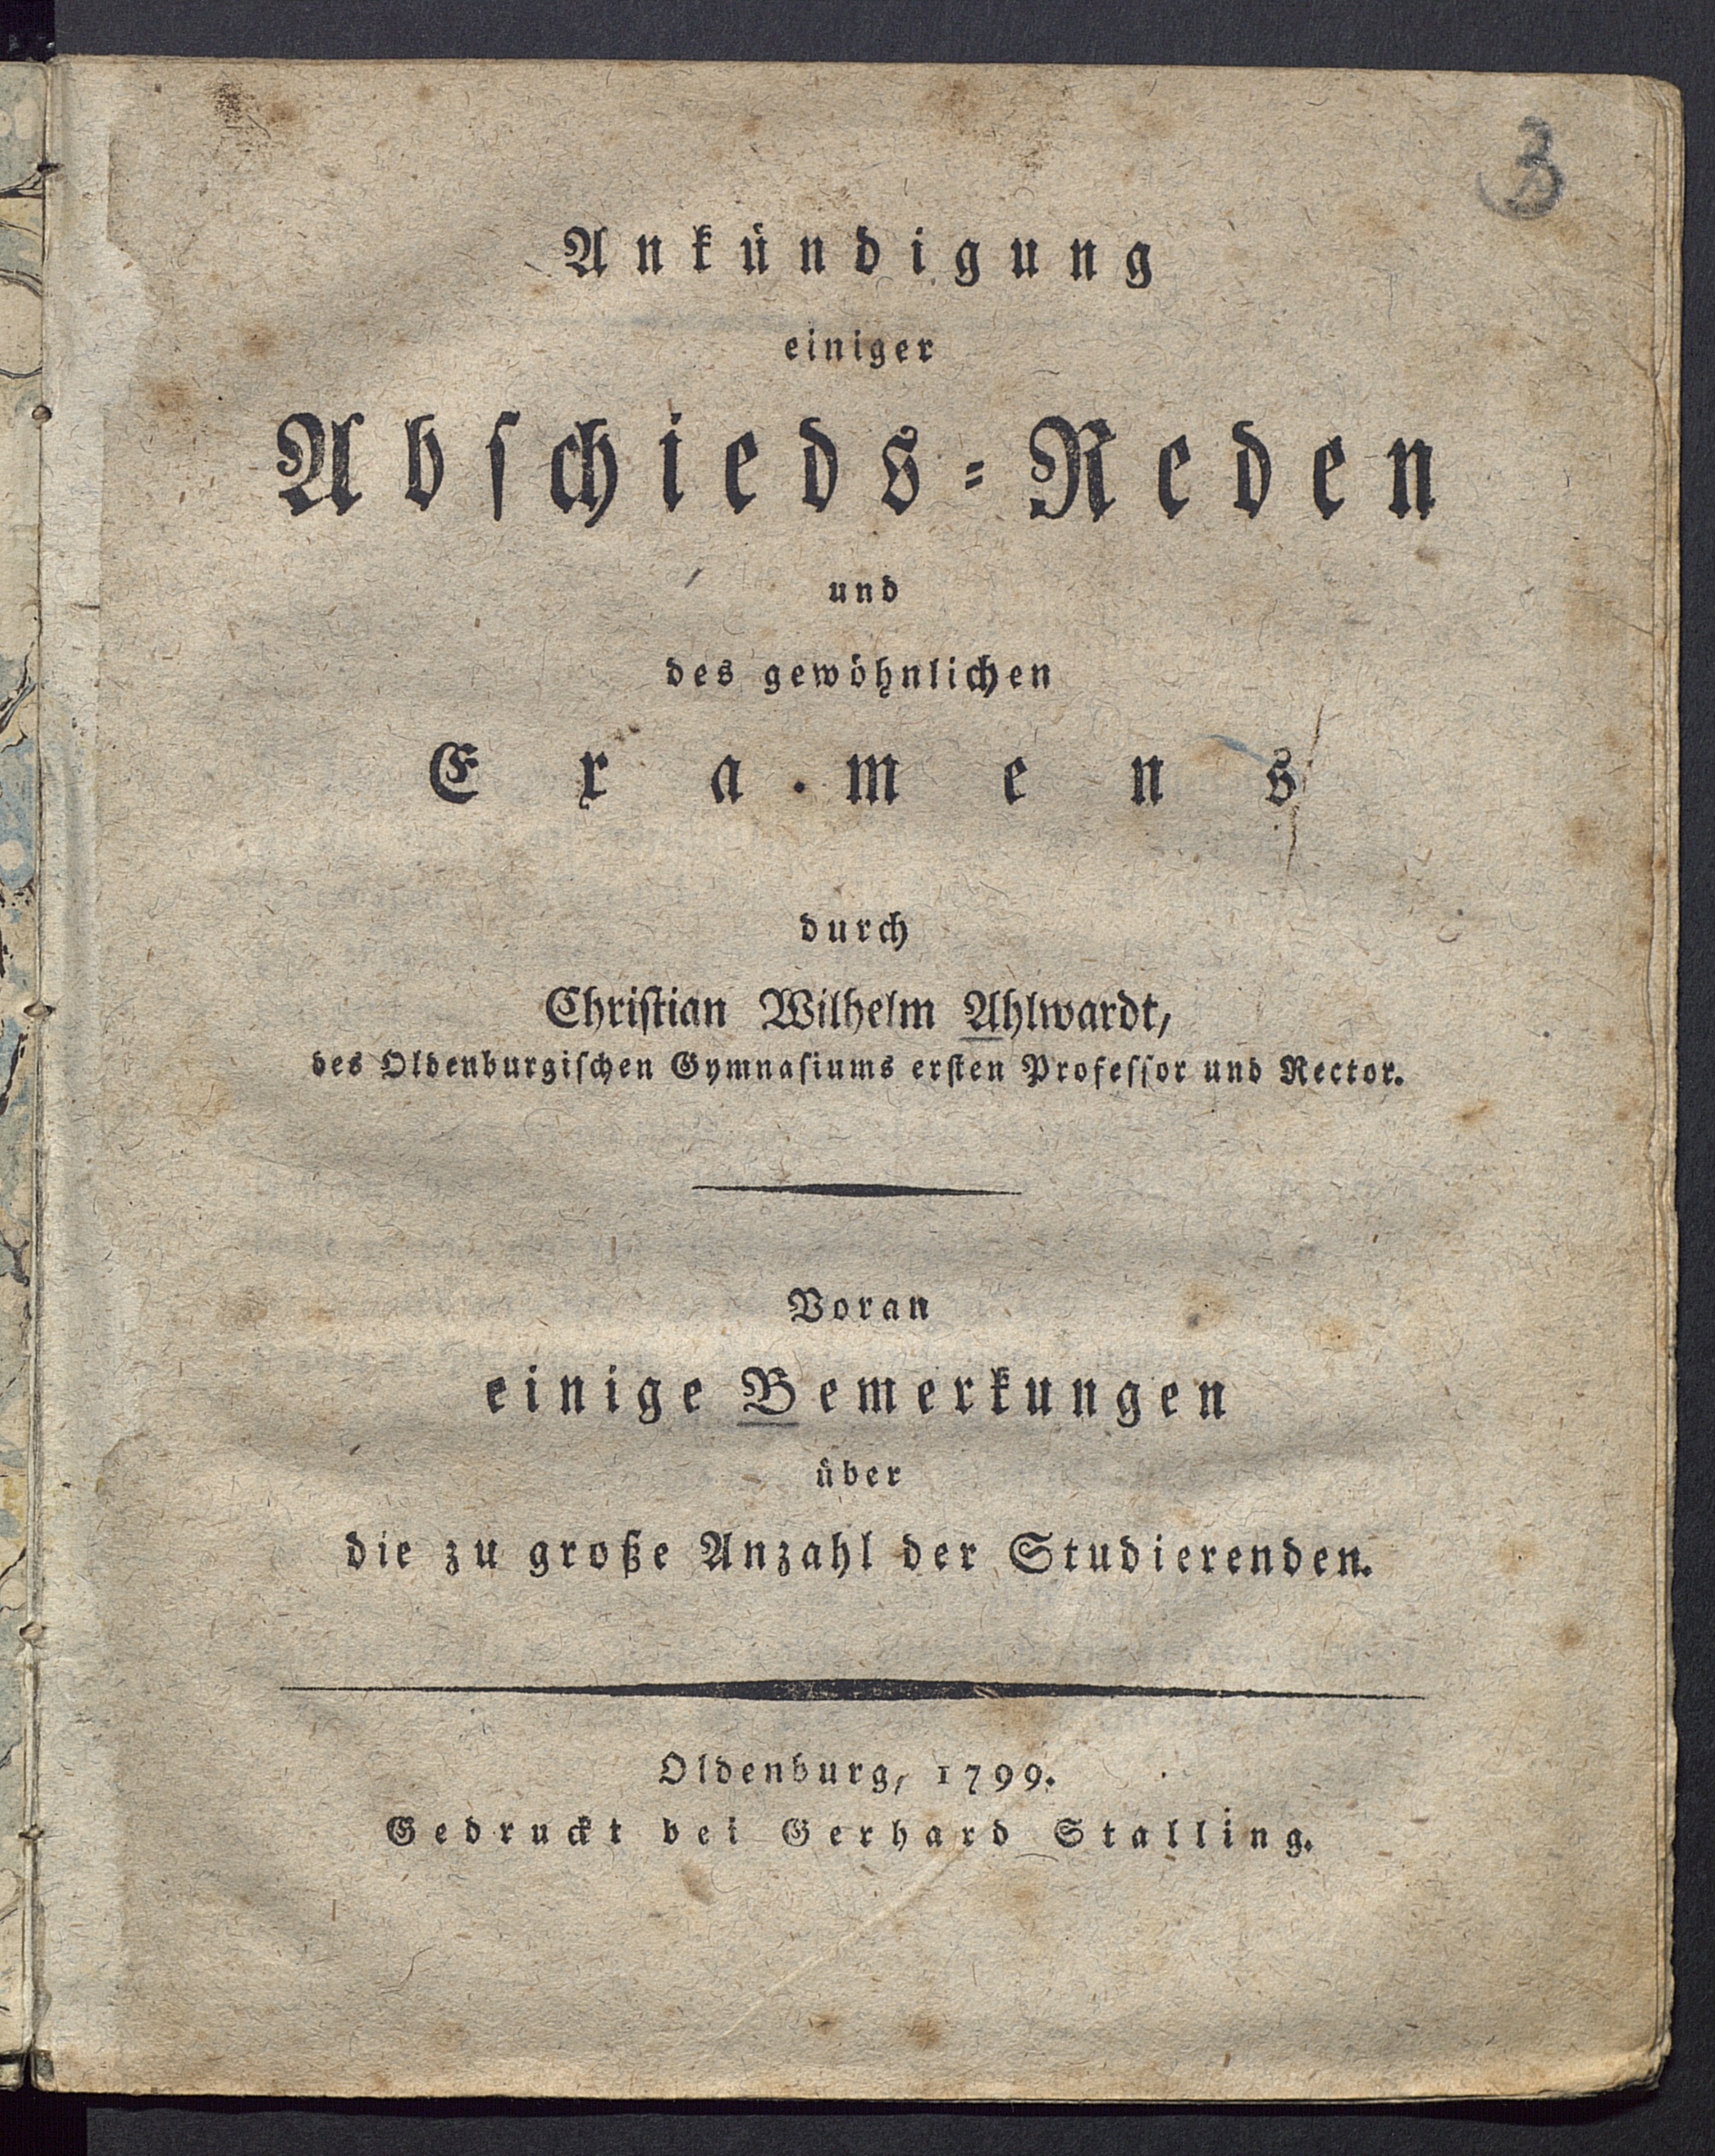 3
Ankündigung
einiger
Abschieds=Reden
und
des gewöhnlichen
Examens
durch
Christian Wilhelm Ahlwardt,
des Oldenburgischen Gymnasiums ersten Professor und Rector.
Voran
einige Bemerkungen
über
die zu große Anzahl der Studierenden.
Oldenburg, 1799.
Gedruckt bei Gerhard Stalling.